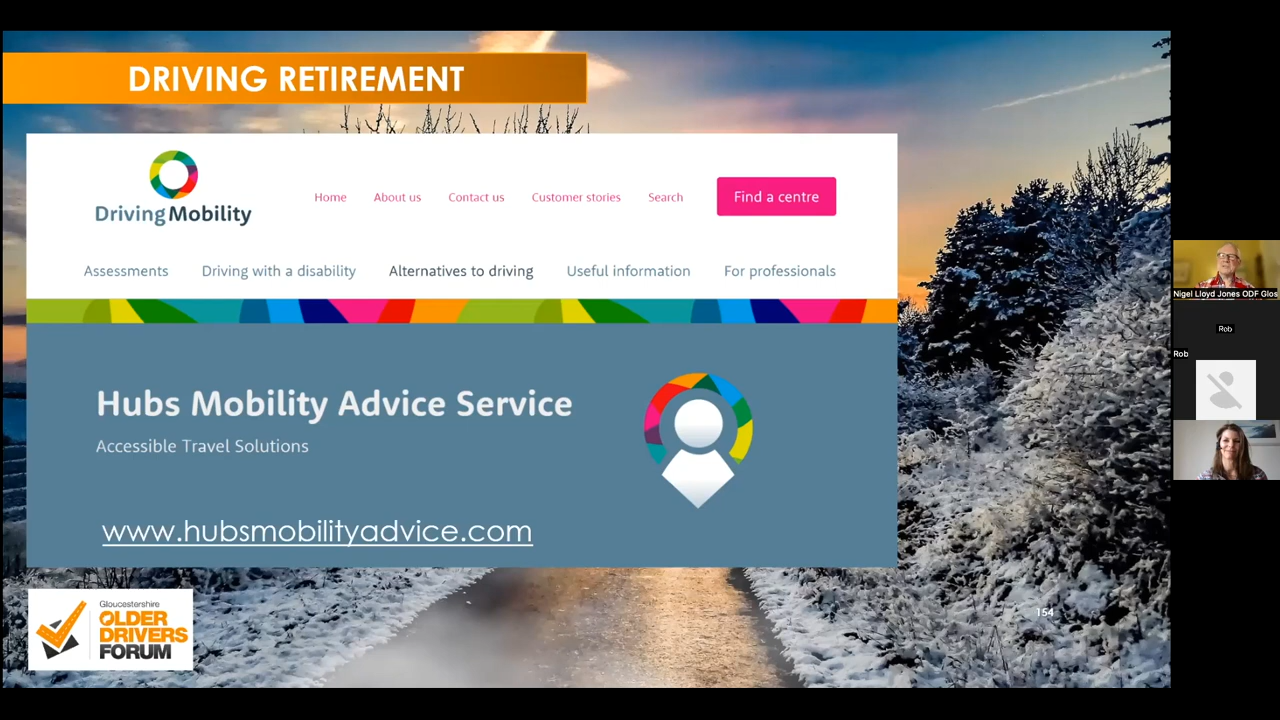 DRIVING RETIREMENT
DrivingMobility
Home About us Contact us Customer stories Search Find a centre
Assessments Driving with a disability Alternatives to driving Useful information For professionals
Hubs Mobility Advice Service
Accessible Travel Solutions
www.hubsmobilityadvice.com
Gloucestershire
OLDER
DRIVERS
FORUM
154
Nigel Lloyd Jones ODF Glos
Rob
Rob